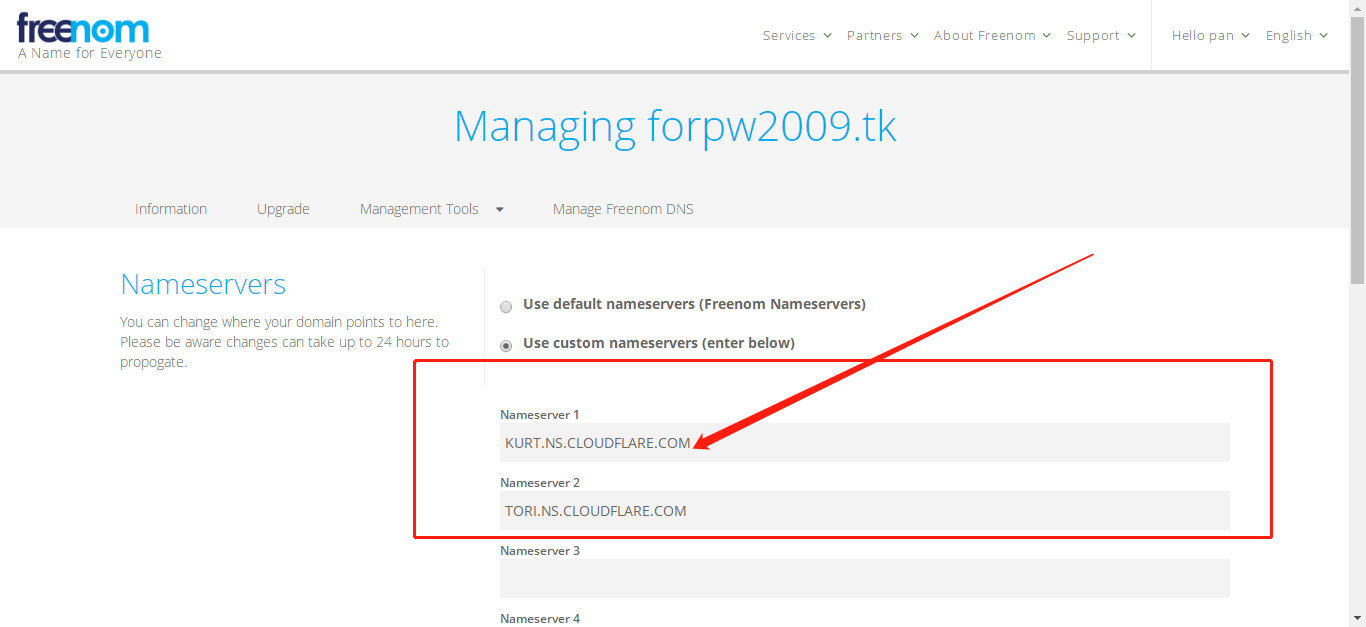 freenom
A Name for Everyone
Services Partners About Freenom Support Hello pan English
Managing forpw2009.tk
Information Upgrade Management Tools Manage Freenom DNS
Nameservers
You can change where your domain points to here.
Please be aware changes can take up to 24 hours to
propogate.
Use default nameservers (Freenom Nameservers)
Use custom nameservers (enter below)
Nameserver 1
KURT.NS.CLOUDFLARE.COM
Nameserver 2
TORI.NS.CLOUDFLARE.COM
Nameserver 3
Nameserver 4